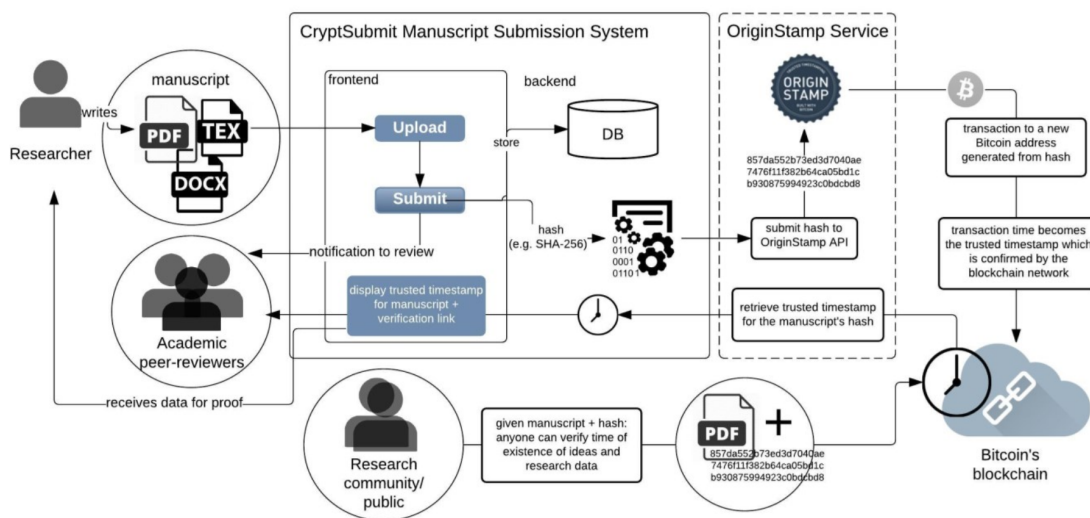 CryptSubmit Manuscript Submission System
OriginStamp Service
manuscript
frontend
backend
writes
PDF
TEX
DOCX
Researcher
Upload
store
DB
Submit
hash
(e.g. SHA-256)
01
0110
0001
0110 1
ORIGIN
STAMP
857da552b73ed3d7040ae
7476f11f382b64ca05bd1c
b930875994923c0bdcbd8
submit hash to
OriginStamp API
transaction to a new
Bitcoin address
generated from hash
transaction time becomes
the trusted timestamp which
is confirmed by the
blockchain network
notification to review
display trusted timestamp
for manuscript +
verification link
retrieve trusted timestamp
for the manuscript's hash
Academic
peer-reviewers
receives data for proof
Research
community/
public
given manuscript + hash:
anyone can verify time of
existence of ideas and
research data
PDF
+
857da552b73ed3d7040ae
7476f11f382b64ca05bd1c
b930875994923c0bdcbd8
Bitcoin's
blockchain